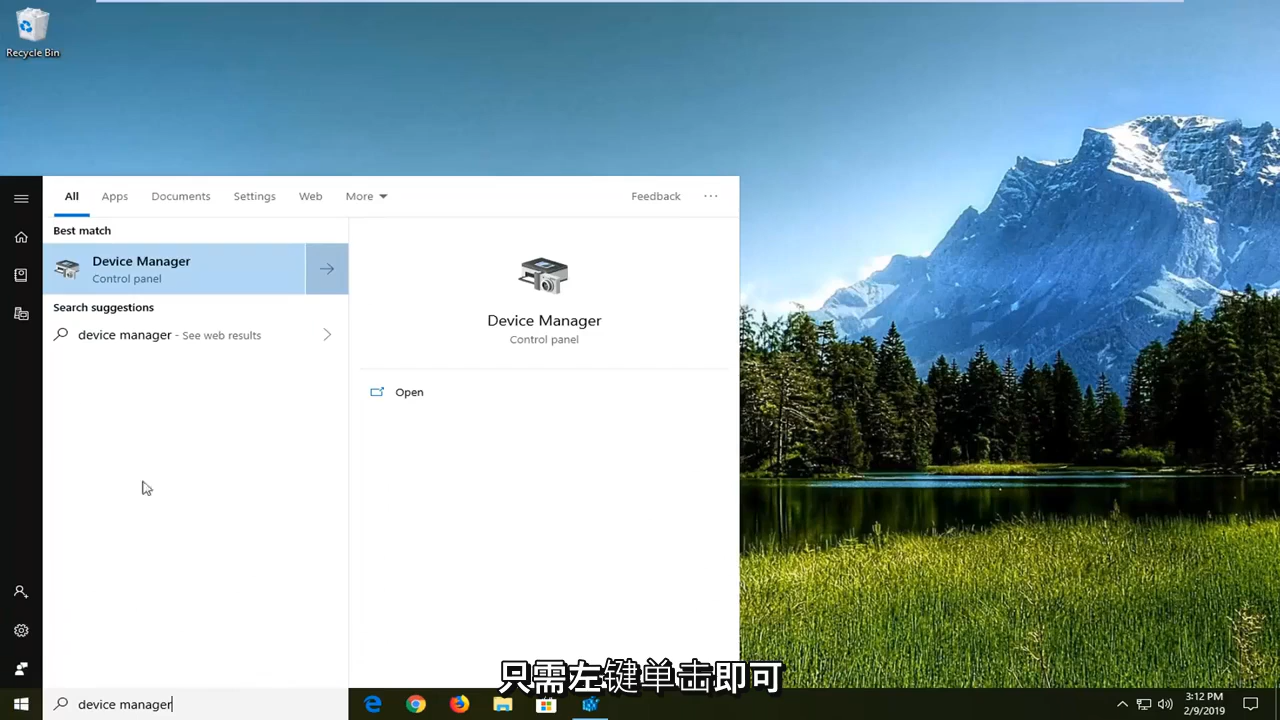 Recycle Bin
All
Apps
Documents
Settings
Web
More
Feedback
Best match
Device Manager
Control panel
Search suggestions
device manager - See web results
Device Manager
Control panel
Open
只需左键单击即可
device manager
3:12 PM
2/9/2019